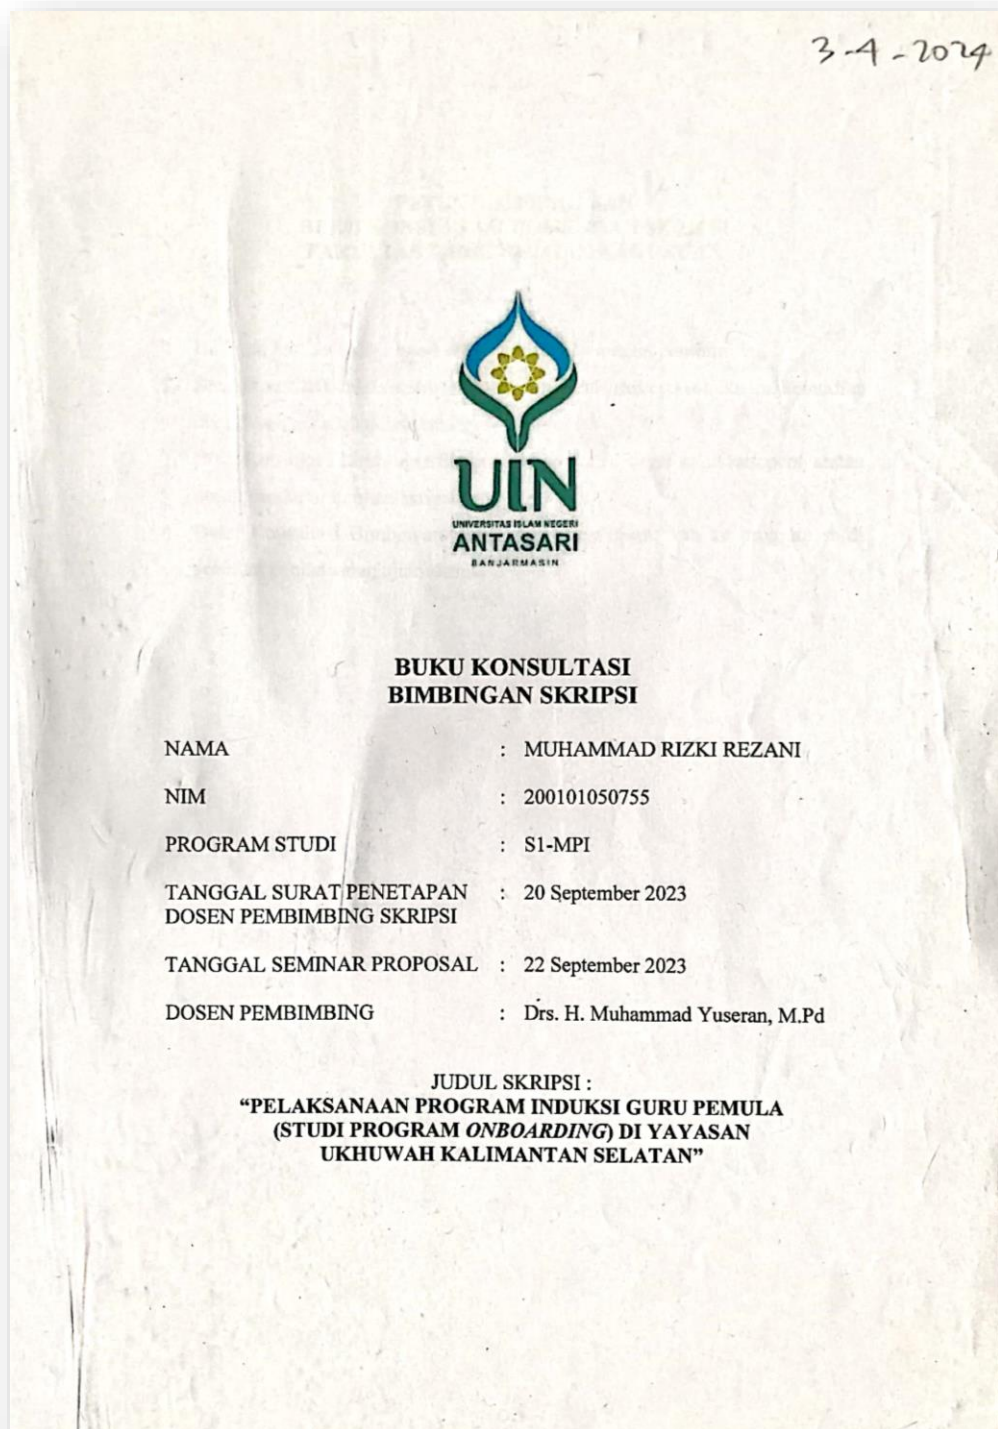 3-4-2024
UIN
UNIVERSITAS ISLAM NEGERI
ANTASARI
BANJARMASIN
BUKU KONSULTASI
BIMBINGAN SKRIPSI
NAMA : MUHAMMAD RIZKI REZANI
NIM : 200101050755
PROGRAM STUDI : S1-MPI
TANGGAL SURAT PENETAPAN : 20 September 2023
DOSEN PEMBIMBING SKRIPSI
TANGGAL SEMINAR PROPOSAL : 22 September 2023
DOSEN PEMBIMBING : Drs. H. Muhammad Yuseran, M.Pd
JUDUL SKRIPSI :
“PELAKSANAAN PROGRAM INDUKSI GURU PEMULA
(STUDI PROGRAM ONBOARDING) DI YAYASAN
UKHUWAH KALIMANTAN SELATAN”